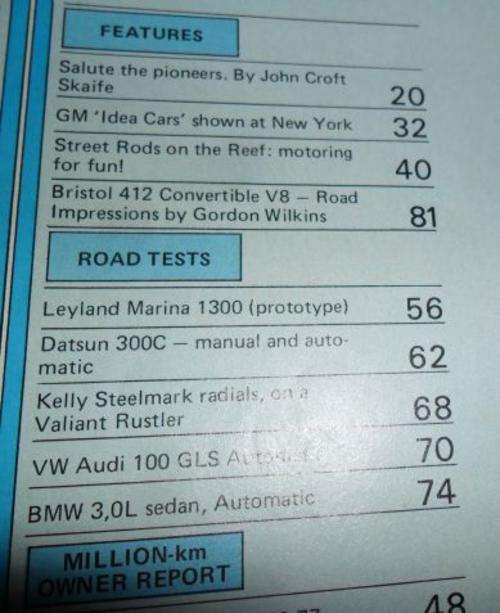 FEATURES
Salute the pioneers. By John Croft
Skaife 20
GM 'Idea Cars' shown at New York 32
Street Rods on the Reef: motoring
for fun! 40
Bristol 412 Convertible V8 — Road
Impressions by Gordon Wilkins 81
ROAD TESTS
Leyland Marina 1300 (prototype) 56
Datsun 300C — manual and auto-
matic 62
Kelly Steelmark radials, on a
Valiant Rustler 68
VW Audi 100 GLS 70
BMW 3,0L sedan, Automatic 74
MILLION-km
OWNER REPORT
48